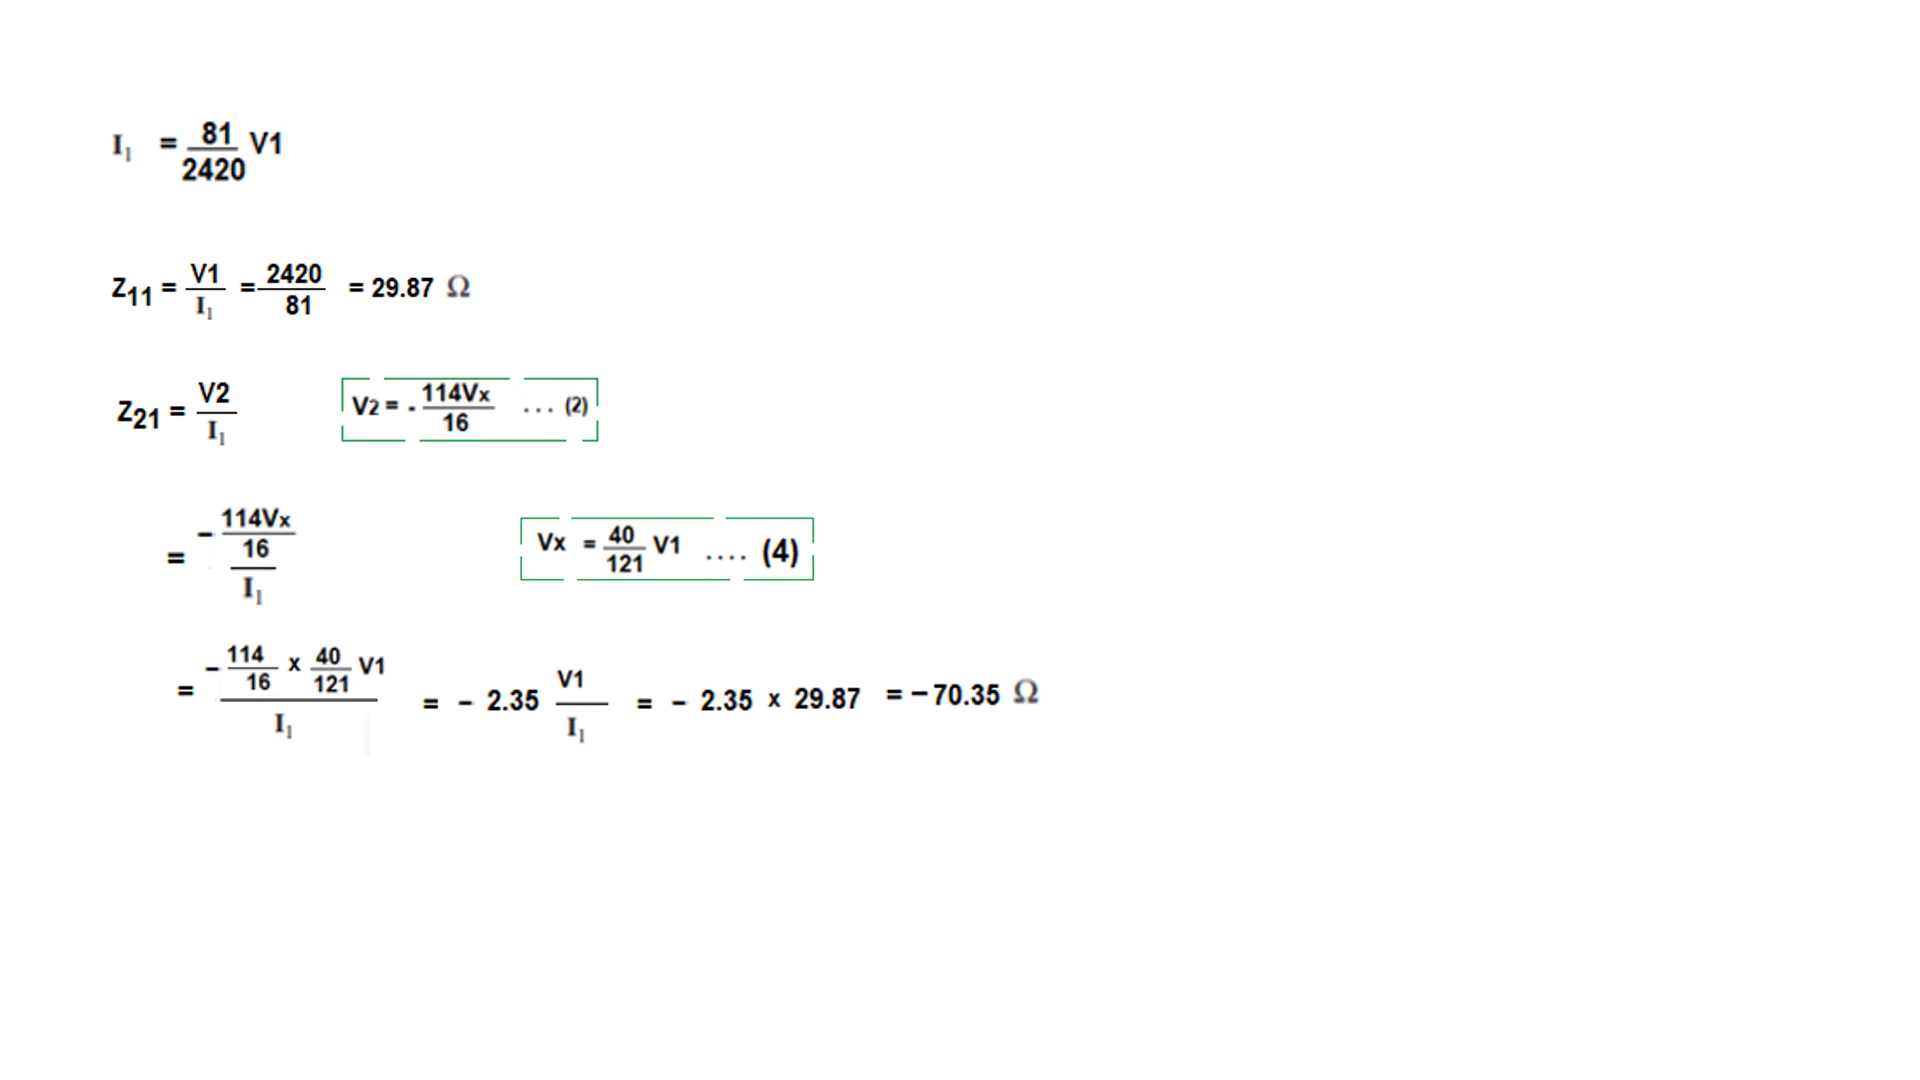 I1 = 81/2420 V1
Z11 = V1/I1 = 2420/81 = 29.87 Ω
Z21 = V2/I1 V2 = - 114Vx/16 ... (2)
= - 114Vx/16 / I1 Vx = 40/121 V1 .... (4)
= - 114/16 x 40/121 V1 / I1 = - 2.35 V1/I1 = - 2.35 x 29.87 = - 70.35 Ω